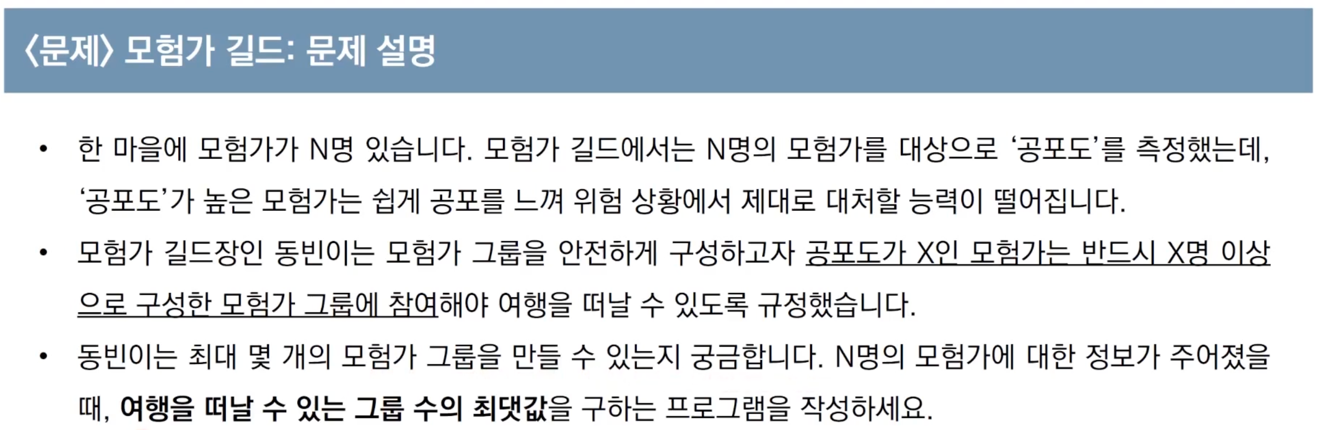 〈문제〉 모험가 길드: 문제 설명
• 한 마을에 모험가가 N명 있습니다. 모험가 길드에서는 N명의 모험가를 대상으로 ‘공포도’를 측정했는데,
‘공포도’가 높은 모험가는 쉽게 공포를 느껴 위험 상황에서 제대로 대처할 능력이 떨어집니다.
• 모험가 길드장인 동빈이는 모험가 그룹을 안전하게 구성하고자 공포도가 X인 모험가는 반드시 X명 이상
으로 구성한 모험가 그룹에 참여해야 여행을 떠날 수 있도록 규정했습니다.
• 동빈이는 최대 몇 개의 모험가 그룹을 만들 수 있는지 궁금합니다. N명의 모험가에 대한 정보가 주어졌을
때, 여행을 떠날 수 있는 그룹 수의 최댓값을 구하는 프로그램을 작성하세요.